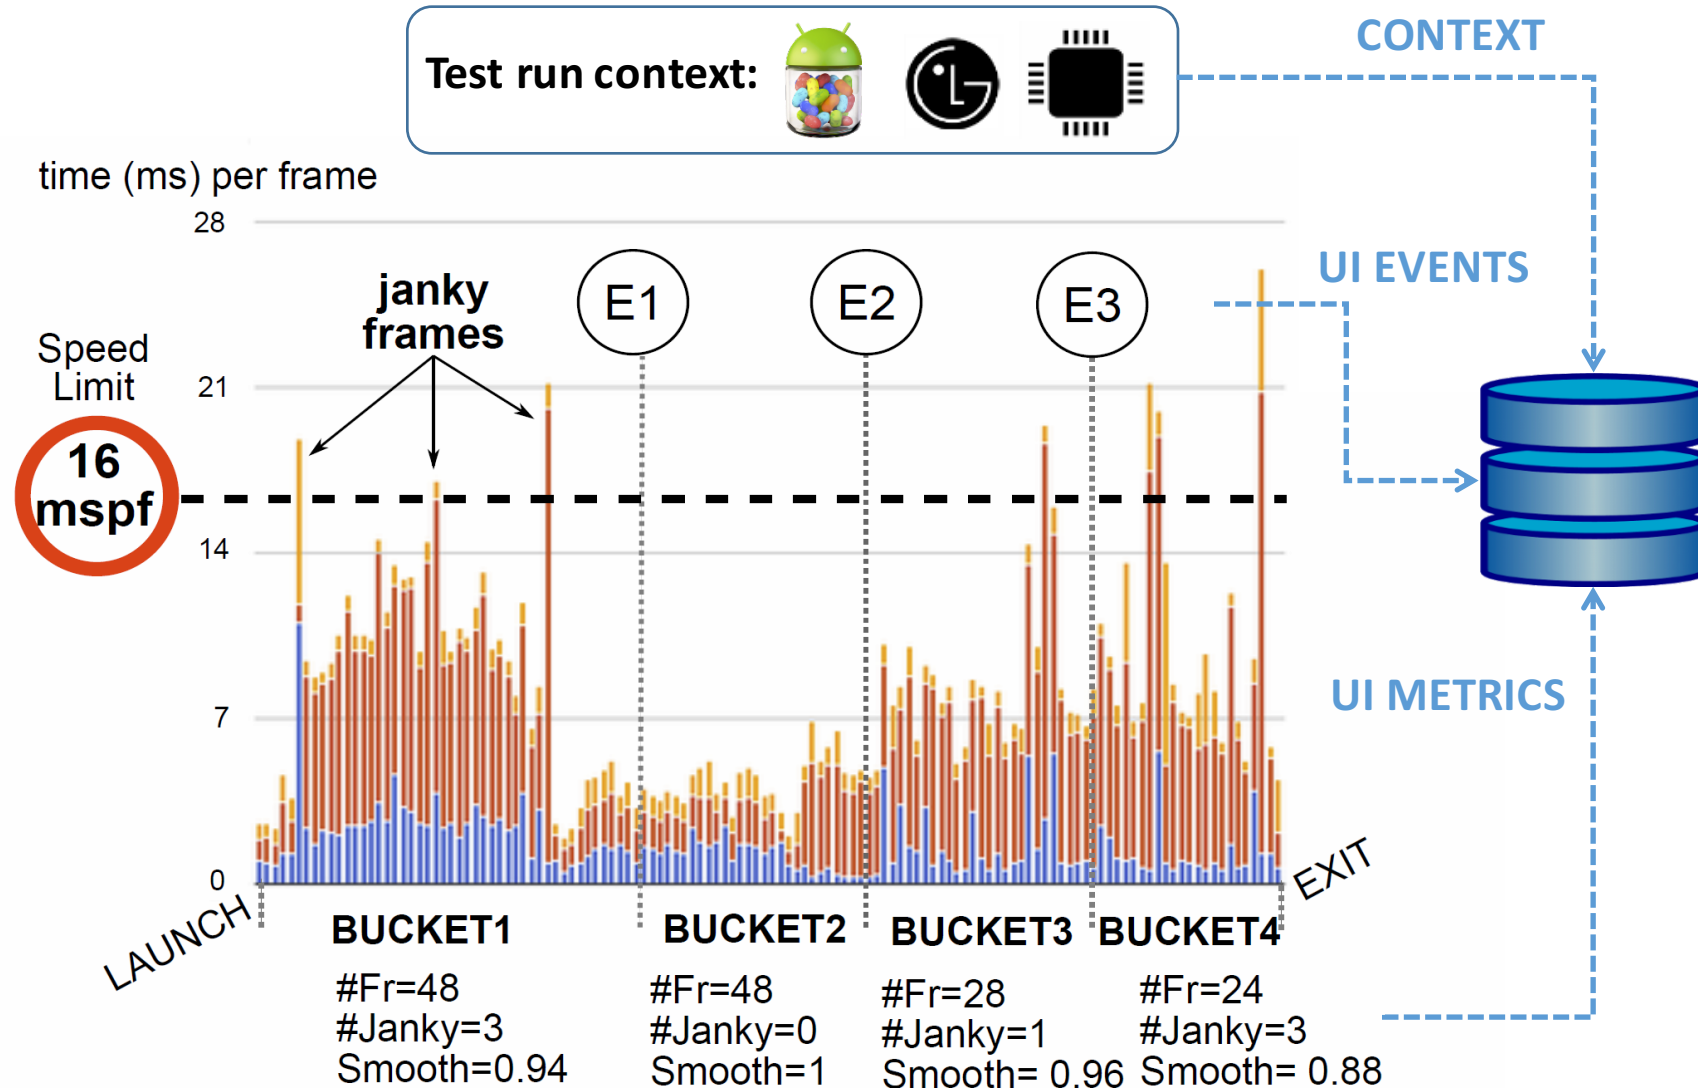 CONTEXT
Test run context:
LG
time (ms) per frame
28
UI EVENTS
janky
frames
E1
E2
E3
Speed
Limit
21
16
mspf
14
UI METRICS
7
0
LAUNCH
EXIT
BUCKET1
BUCKET2
BUCKET3
BUCKET4
#Fr=48
#Janky=3
Smooth=0.94
#Fr=48
#Janky=0
Smooth=1
#Fr=28
#Janky=1
Smooth= 0.96
#Fr=24
#Janky=3
Smooth= 0.88